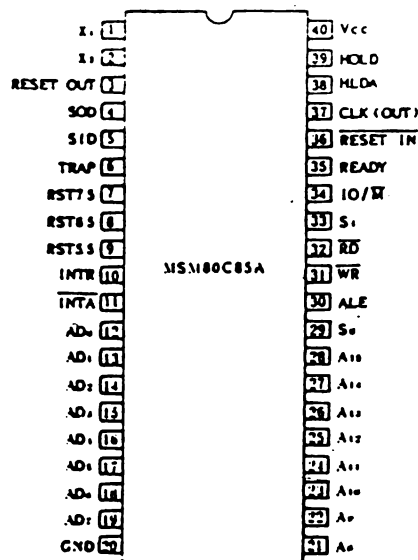 X₁ 1 40 Vcc
X₂ 2 39 HOLD
RESET OUT 3 38 HLDA
SOD 4 37 CLK (OUT)
SID 5 36 RESET IN
TRAP 6 35 READY
RST7.5 7 34 IO/M
RST6.5 8 33 S₁
RST5.5 9 32 RD
INTR 10 MSM80C85A 31 WR
INTA 11 30 ALE
AD₀ 12 29 S₀
AD₁ 13 28 A₁₅
AD₂ 14 27 A₁₄
AD₃ 15 26 A₁₃
AD₄ 16 25 A₁₂
AD₅ 17 24 A₁₁
AD₆ 18 23 A₁₀
AD₇ 19 22 A₉
GND 20 21 A₈